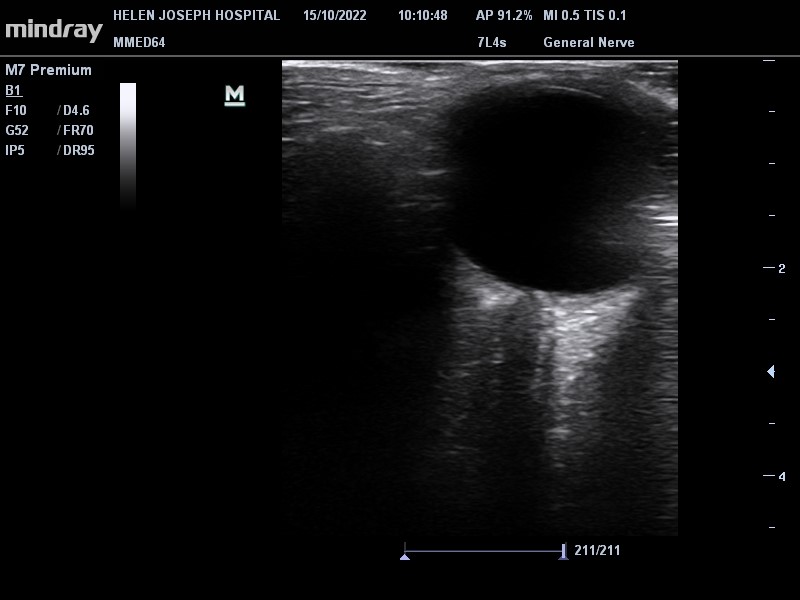 mindray
HELEN JOSEPH HOSPITAL 15/10/2022 10:10:48 AP 91.2% MI 0.5 TIS 0.1
MMED64 7L4s General Nerve
M7 Premium
B1
F10 / D4.6
G52 / FR70
IP5 / DR95
M
2
4
211/211